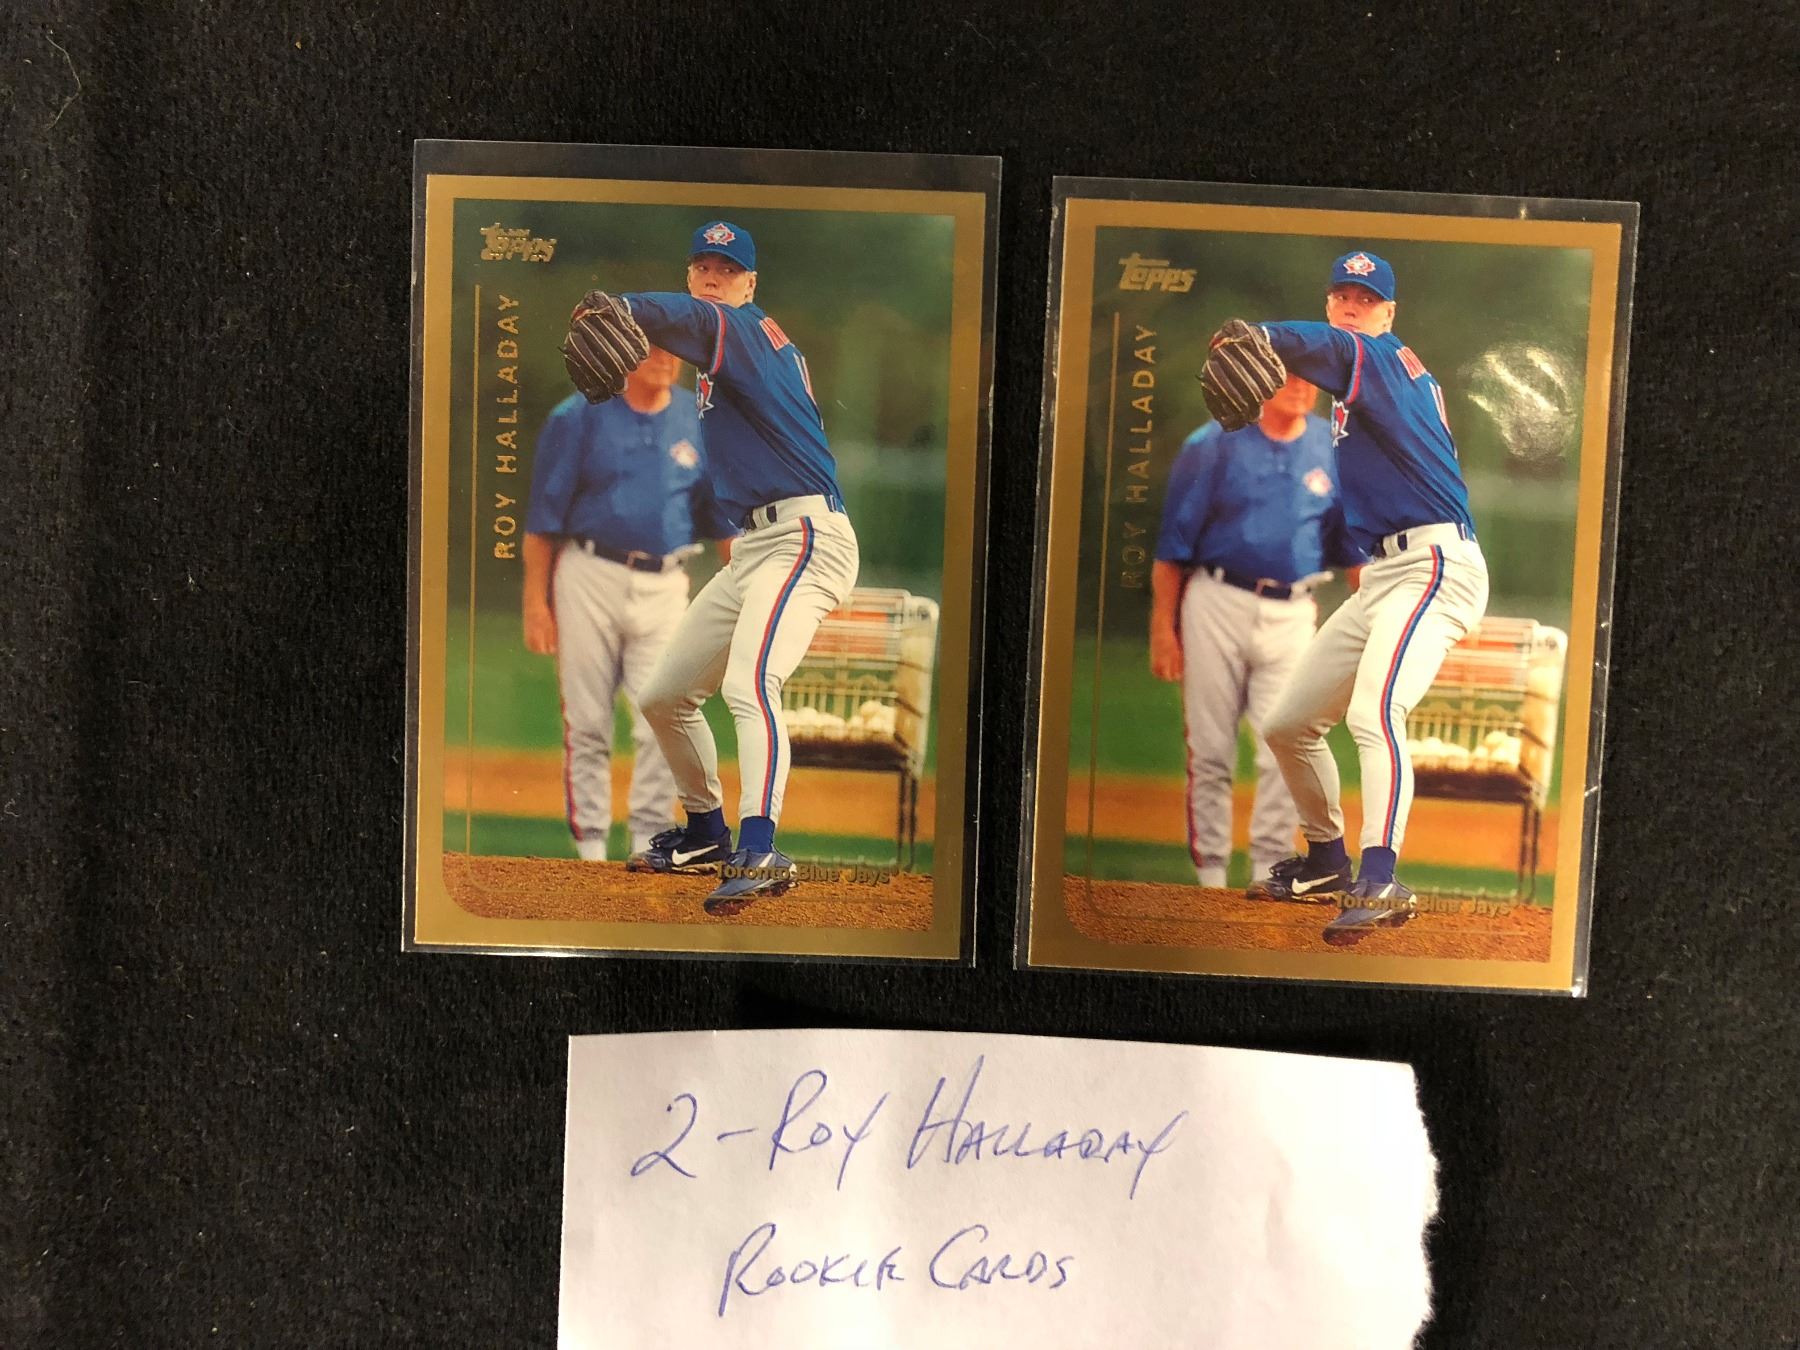 Topps
ROY HALLADAY
Toronto Blue Jays
Topps
ROY HALLADAY
Toronto Blue Jays
2-ROY HALLADAY
ROOKIE CARDS